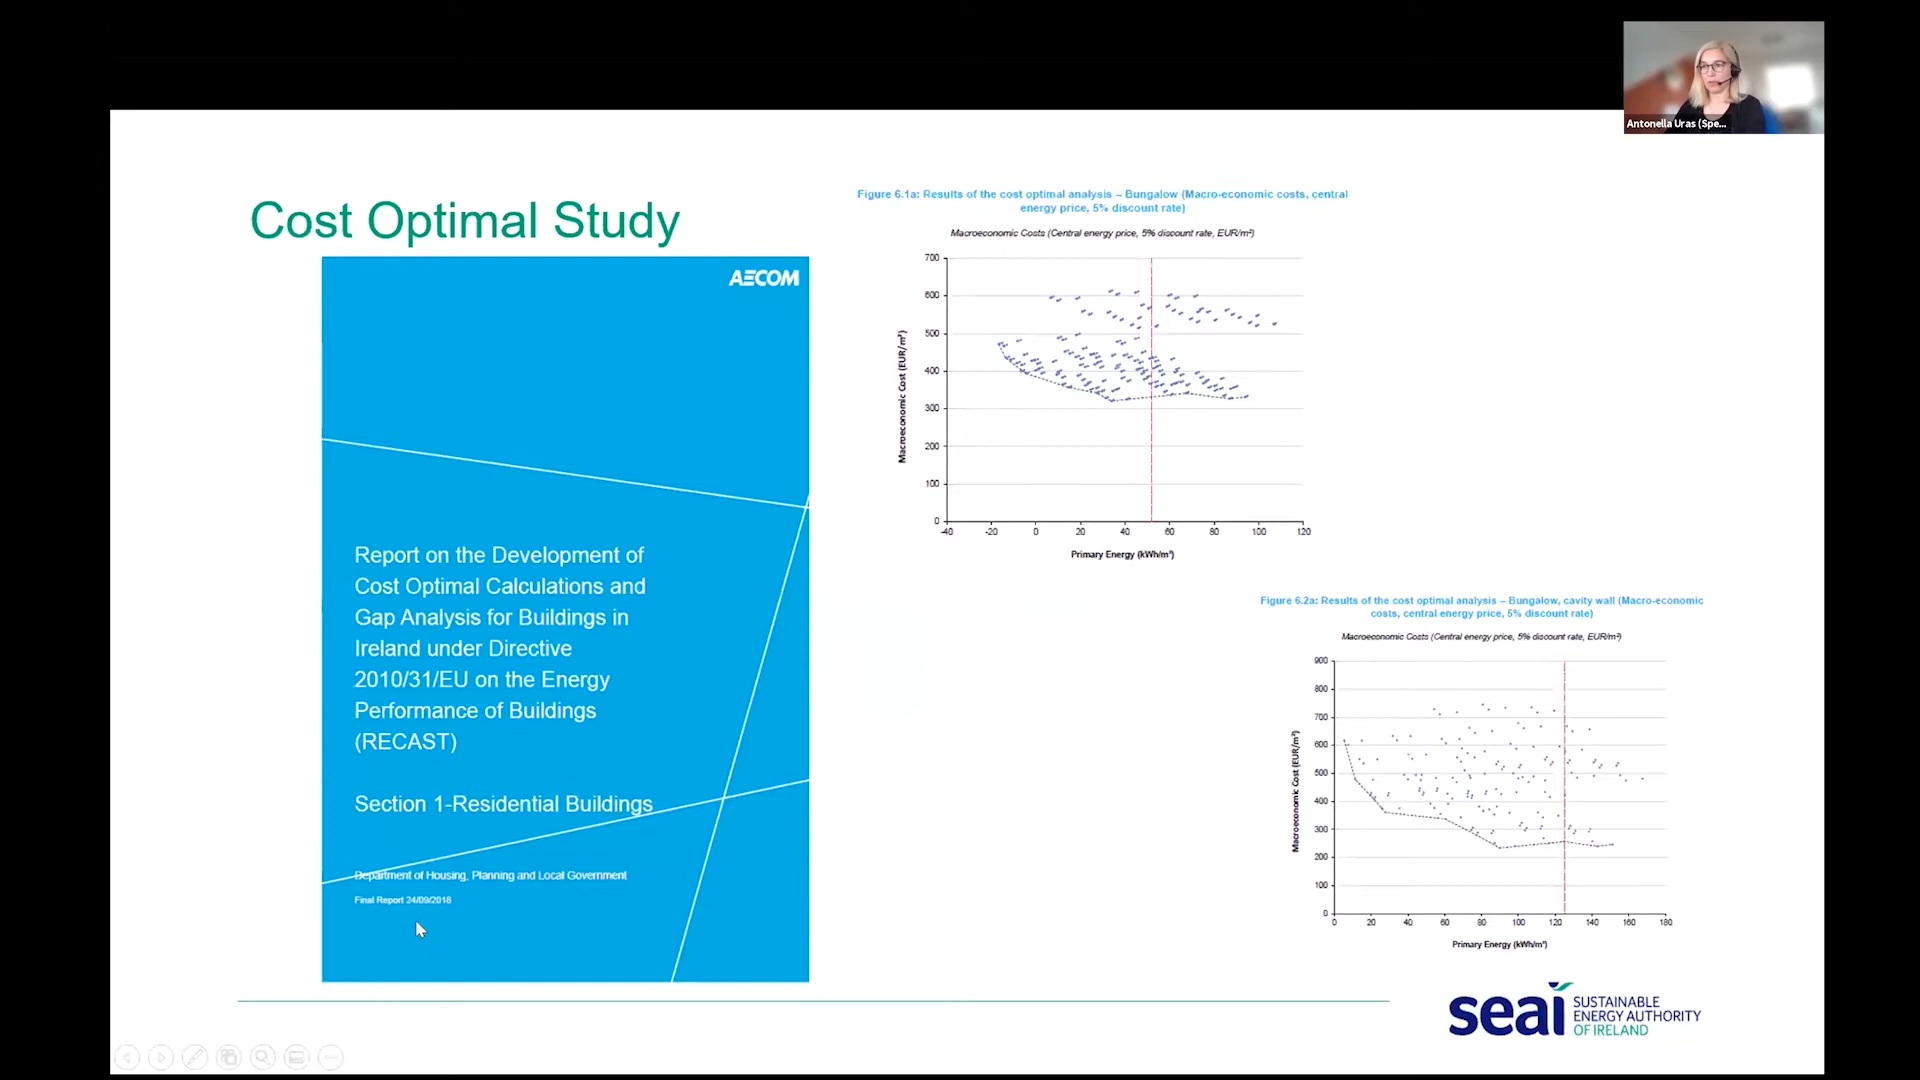 Antonella Uras (Spe...
Cost Optimal Study
AECOM
Report on the Development of
Cost Optimal Calculations and
Gap Analysis for Buildings in
Ireland under Directive
2010/31/EU on the Energy
Performance of Buildings
(RECAST)
Section 1-Residential Buildings
Department of Housing, Planning and Local Government
Final Report 24/09/2018
Figure 6.1a: Results of the cost optimal analysis – Bungalow (Macro-economic costs, central
energy price, 5% discount rate)
Macroeconomic Costs (Central energy price, 5% discount rate, EUR/m²)
Macroeconomic Cost (EUR/m²)
700
600
500
400
300
200
100
0
-40 -20 0 20 40 60 80 100 120
Primary Energy (kWh/m²)
Figure 6.2a: Results of the cost optimal analysis – Bungalow, cavity wall (Macro-economic
costs, central energy price, 5% discount rate)
Macroeconomic Costs (Central energy price, 5% discount rate, EUR/m²)
Macroeconomic Cost (EUR/m²)
900
800
700
600
500
400
300
200
100
0
0 20 40 60 80 100 120 140 160 180
Primary Energy (kWh/m²)
seai
SUSTAINABLE
ENERGY AUTHORITY
OF IRELAND